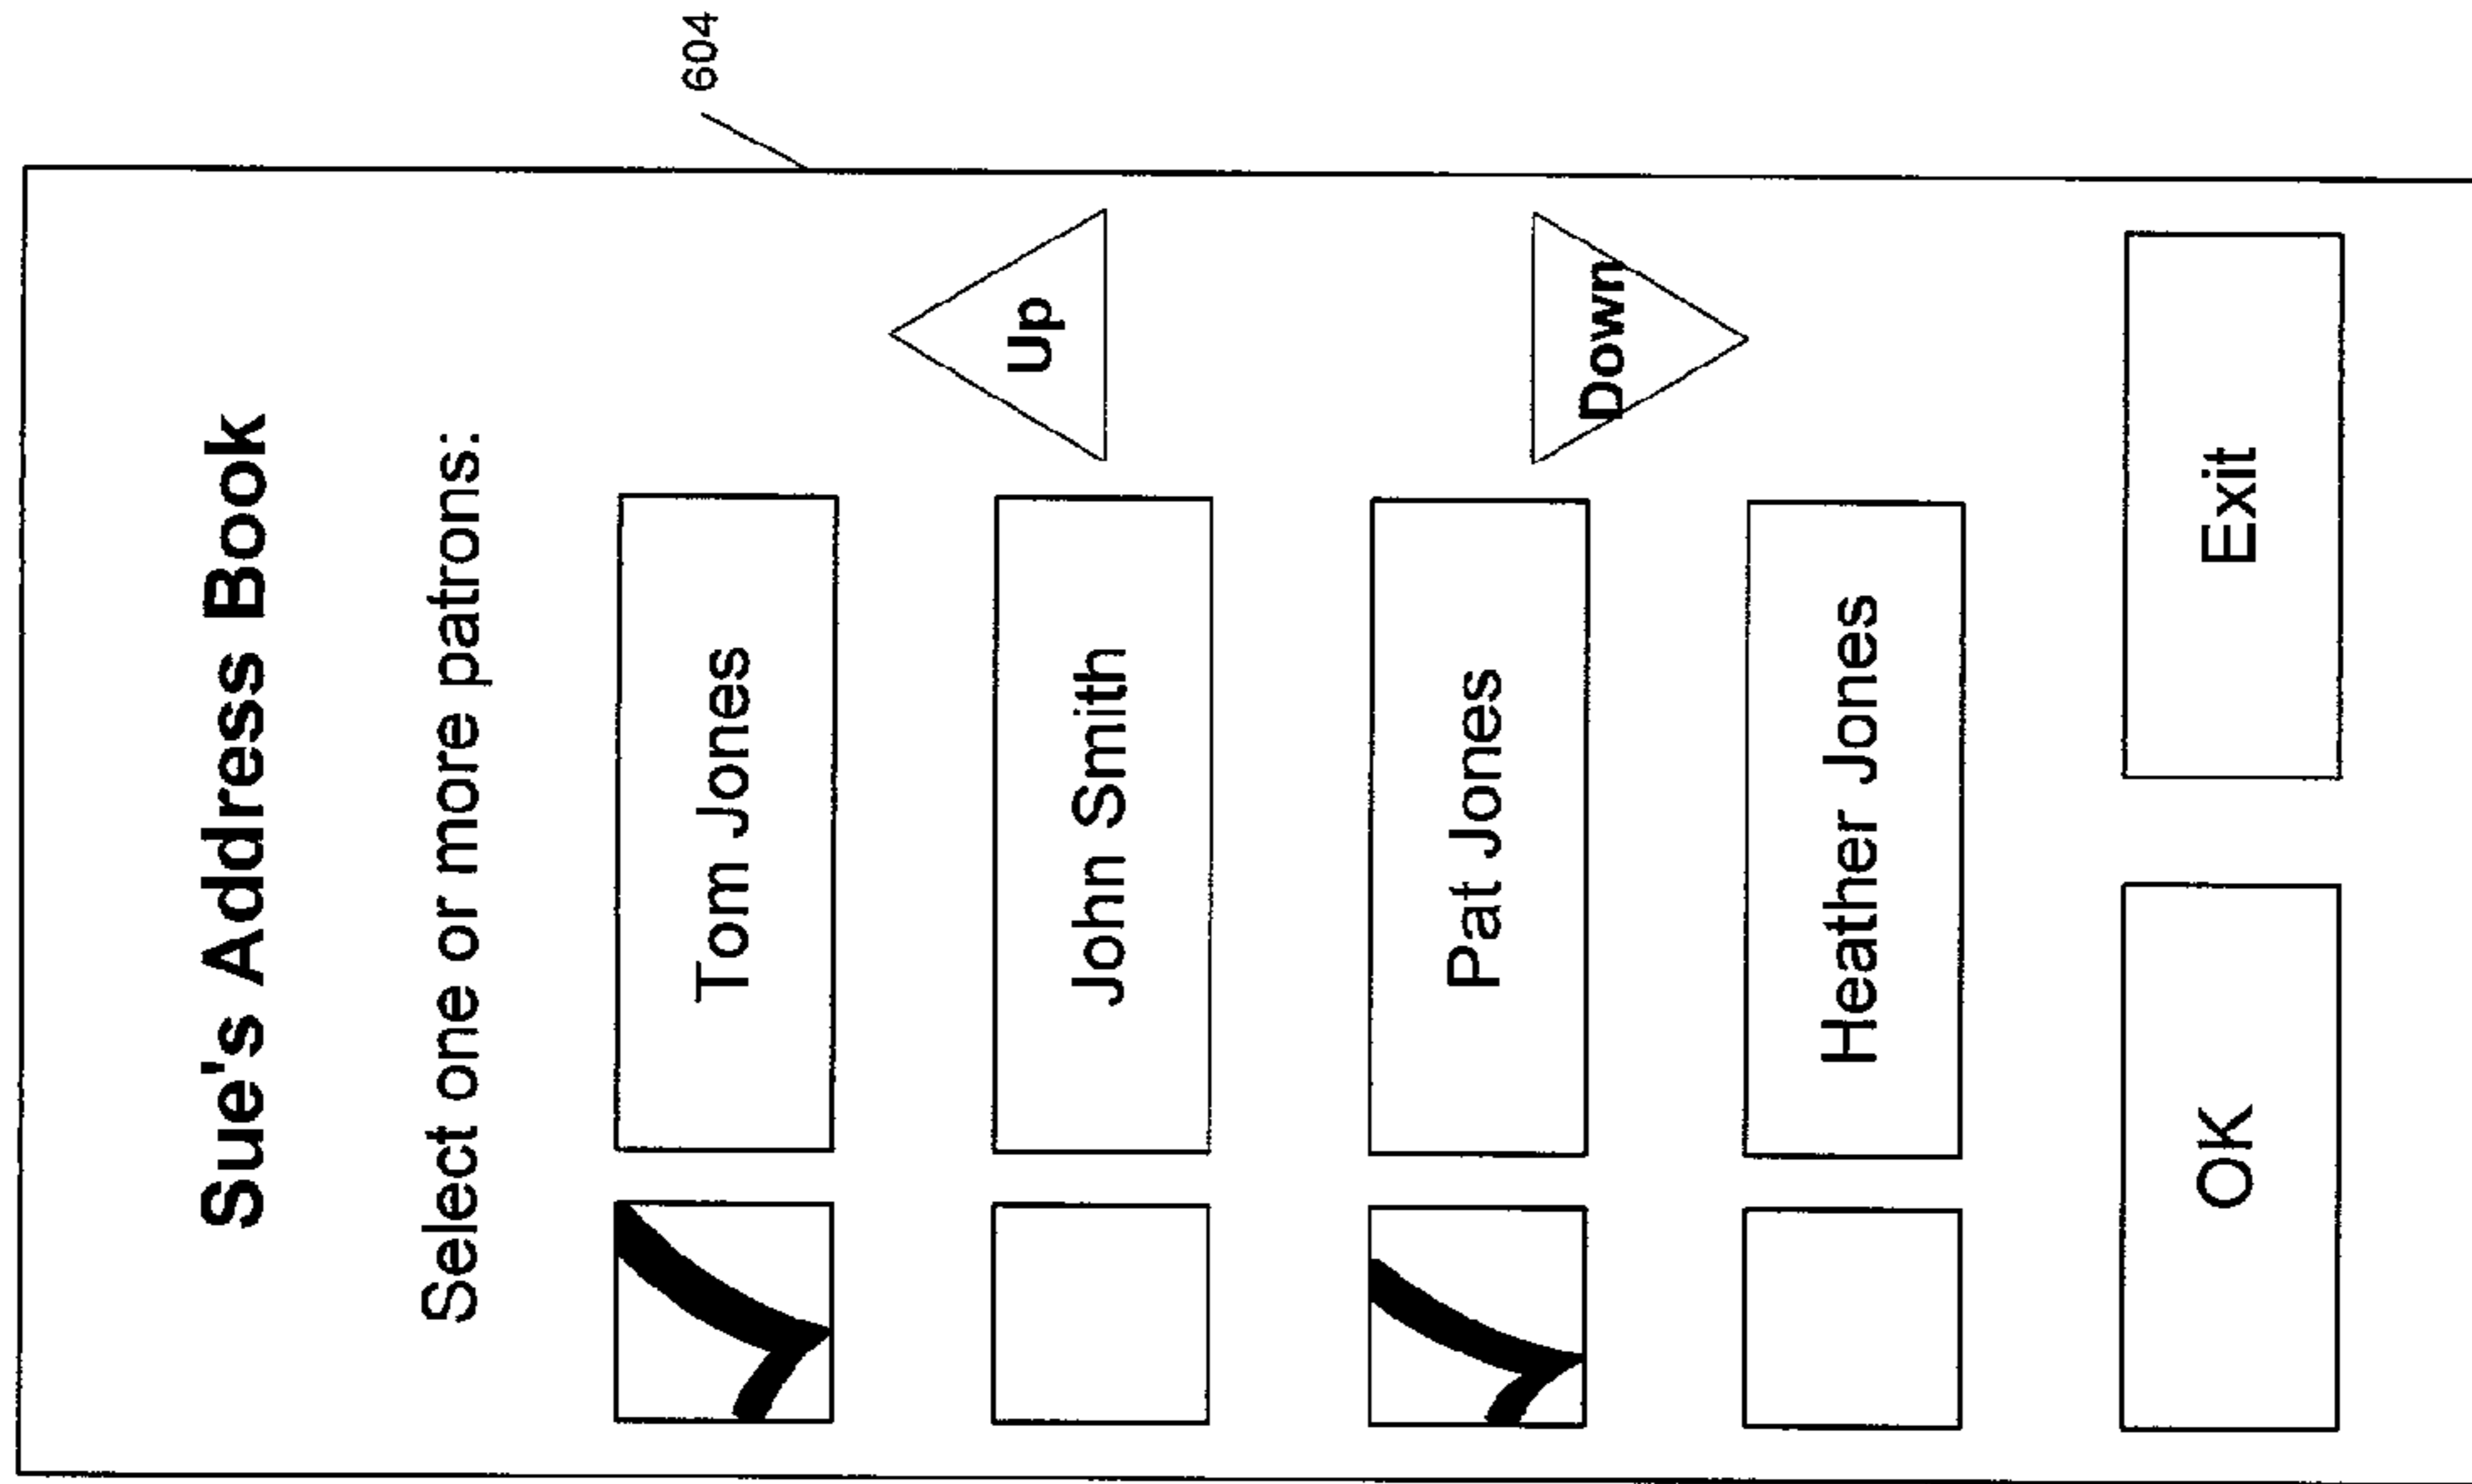 604
Sue's Address Book
Select one or more patrons:
Tom Jones
Up
John Smith
Pat Jones
Down
Heather Jones
OK
Exit